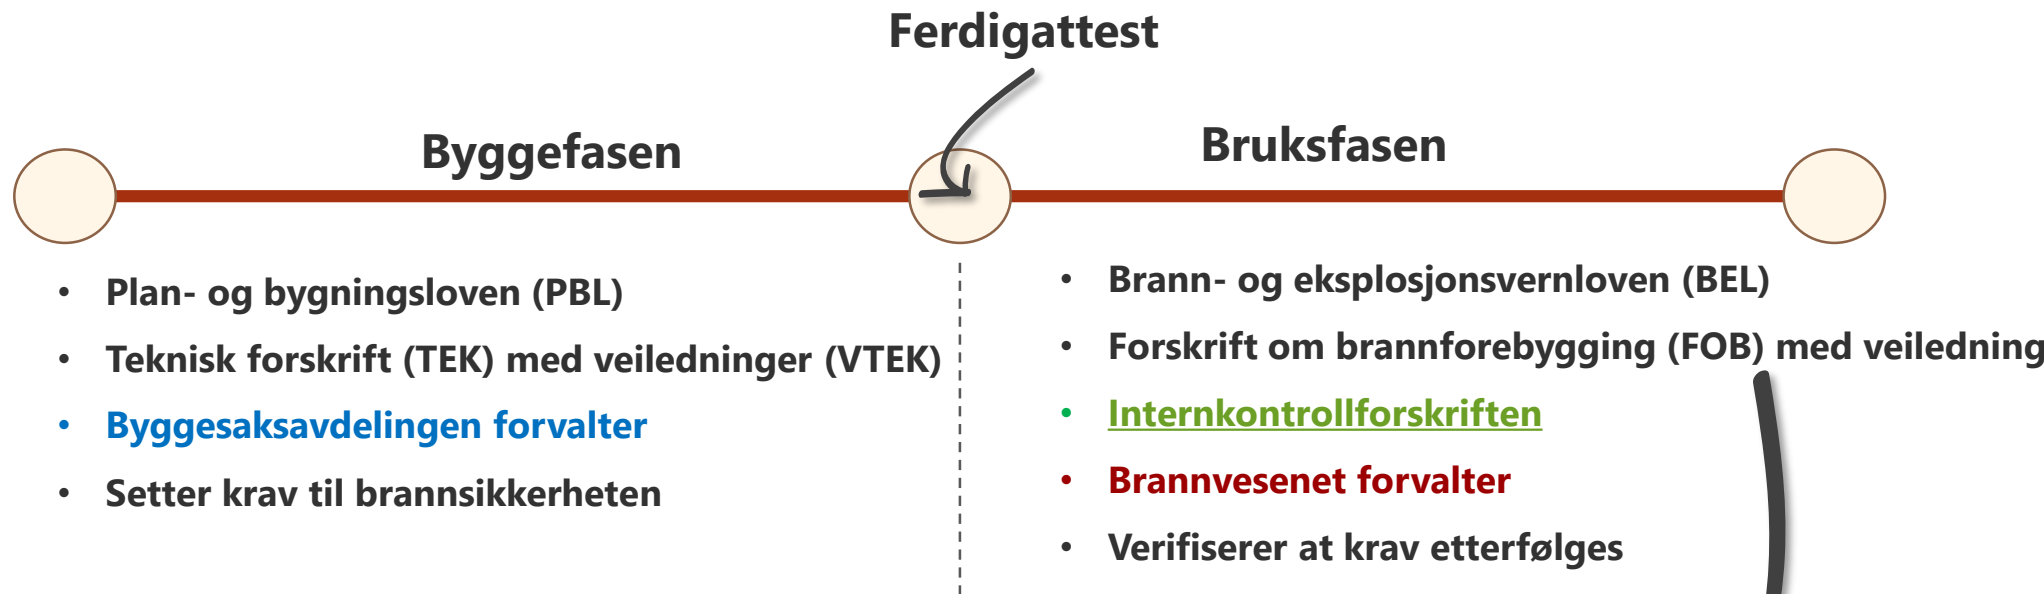 Ferdigattest
Byggefasen
Bruksfasen
• Plan- og bygningsloven (PBL)
• Teknisk forskrift (TEK) med veiledninger (VTEK)
• Byggesaksavdelingen forvalter
• Setter krav til brannsikkerheten
• Brann- og eksplosjonsvernloven (BEL)
• Forskrift om brannforebygging (FOB) med veiledning
• Internkontrollforskriften
• Brannvesenet forvalter
• Verifiserer at krav etterfølges